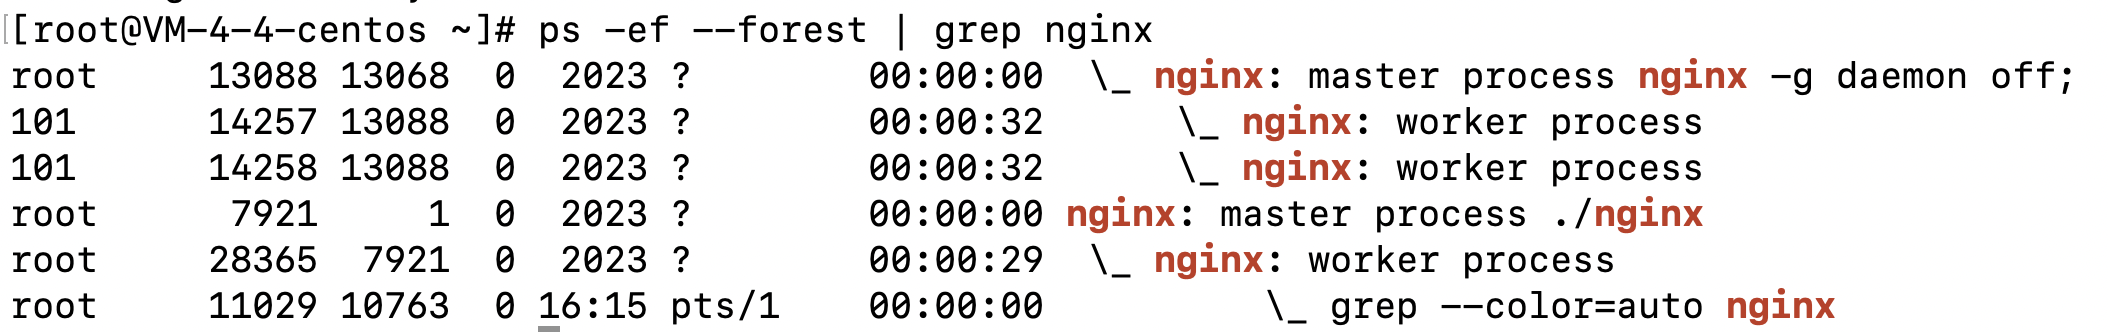 [root@VM-4-4-centos ~]# ps -ef --forest | grep nginx
root     13088 13068  0  2023 ?        00:00:00  \_ nginx: master process nginx -g daemon off;
101      14257 13088  0  2023 ?        00:00:32      \_ nginx: worker process
101      14258 13088  0  2023 ?        00:00:32      \_ nginx: worker process
root      7921     1  0  2023 ?        00:00:00 nginx: master process ./nginx
root     28365  7921  0  2023 ?        00:00:29  \_ nginx: worker process
root     11029 10763  0 16:15 pts/1    00:00:00          \_ grep --color=auto nginx